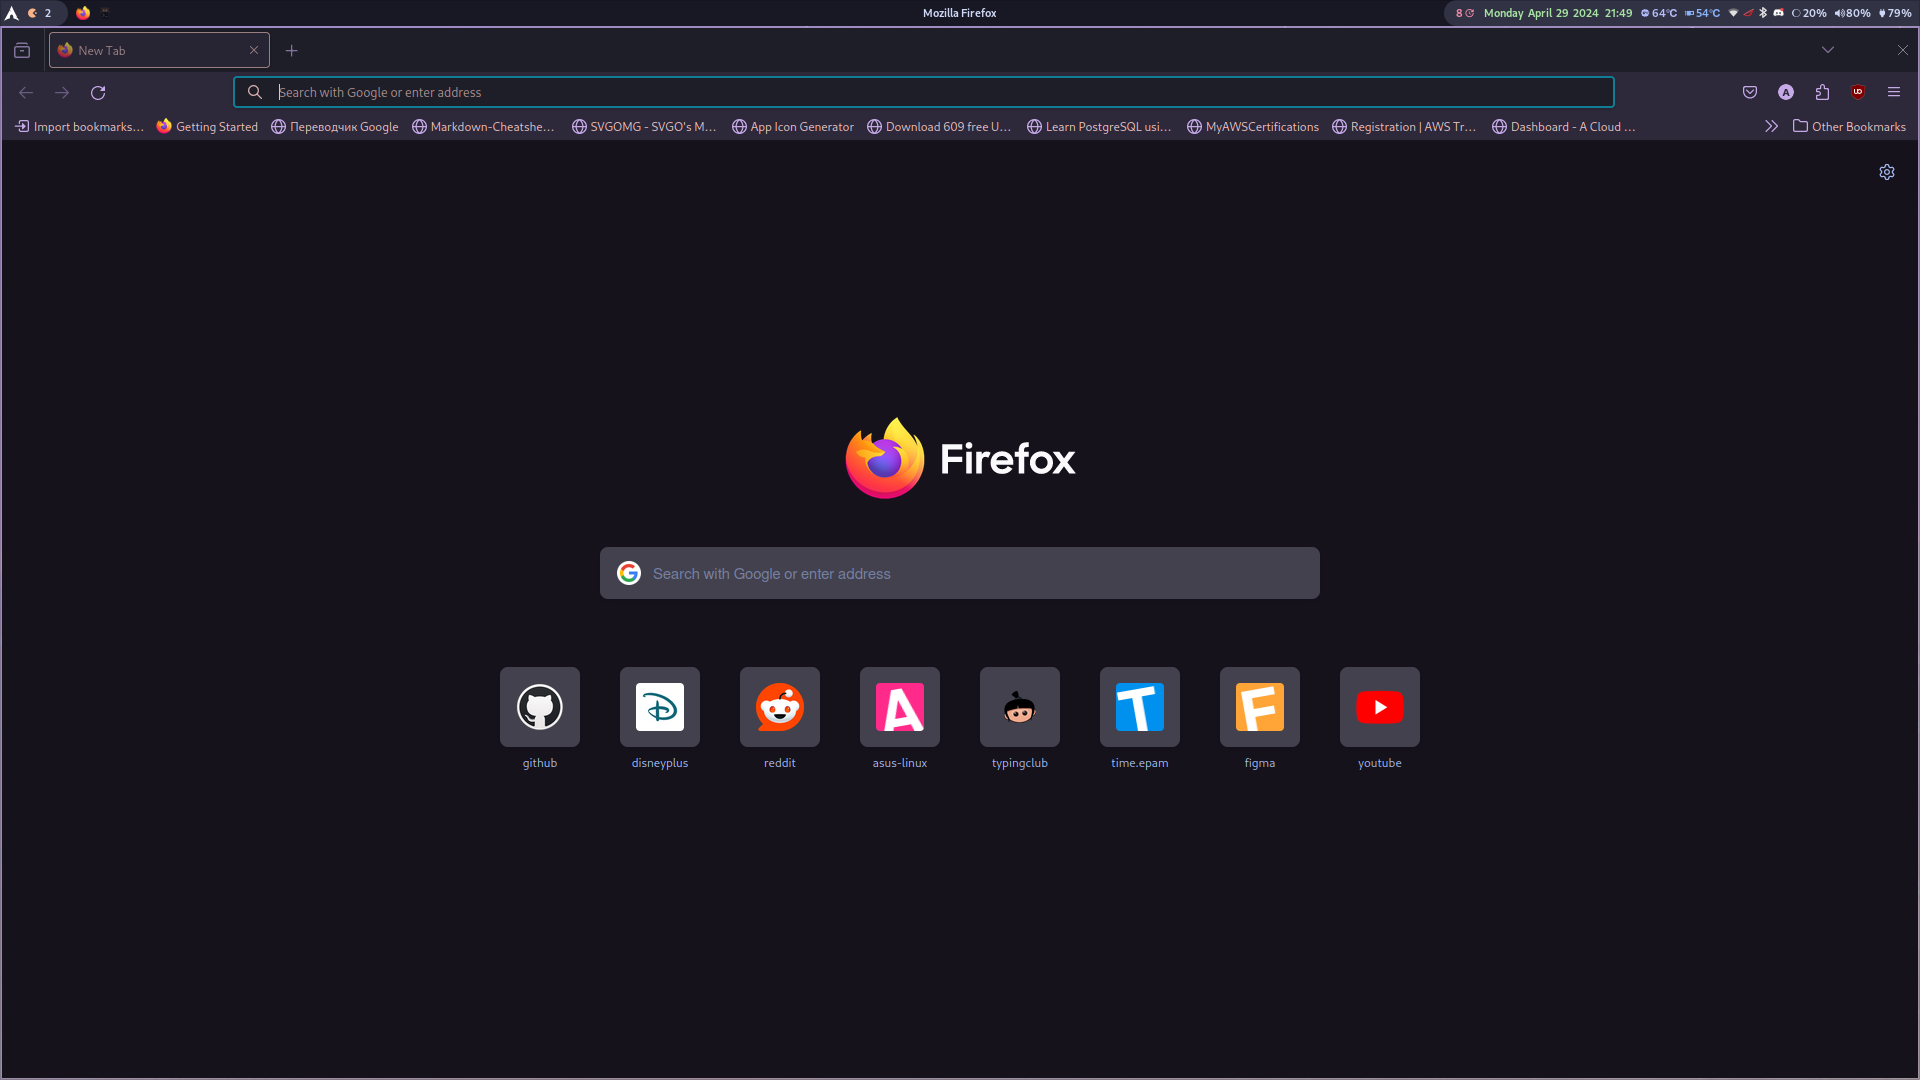 2
Mozilla Firefox
8
Monday April 29 2024 21:49
64°C
54°C
20%
80%
79%
New Tab
Search with Google or enter address
Import bookmarks...
Getting Started
Переводчик Google
Markdown-Cheatshe...
SVGOMG - SVGO's M...
App Icon Generator
Download 609 free U...
Learn PostgreSQL usi...
MyAWSCertifications
Registration | AWS Tr...
Dashboard - A Cloud ...
Other Bookmarks
Firefox
Search with Google or enter address
github
disneyplus
reddit
asus-linux
typingclub
time.epam
figma
youtube